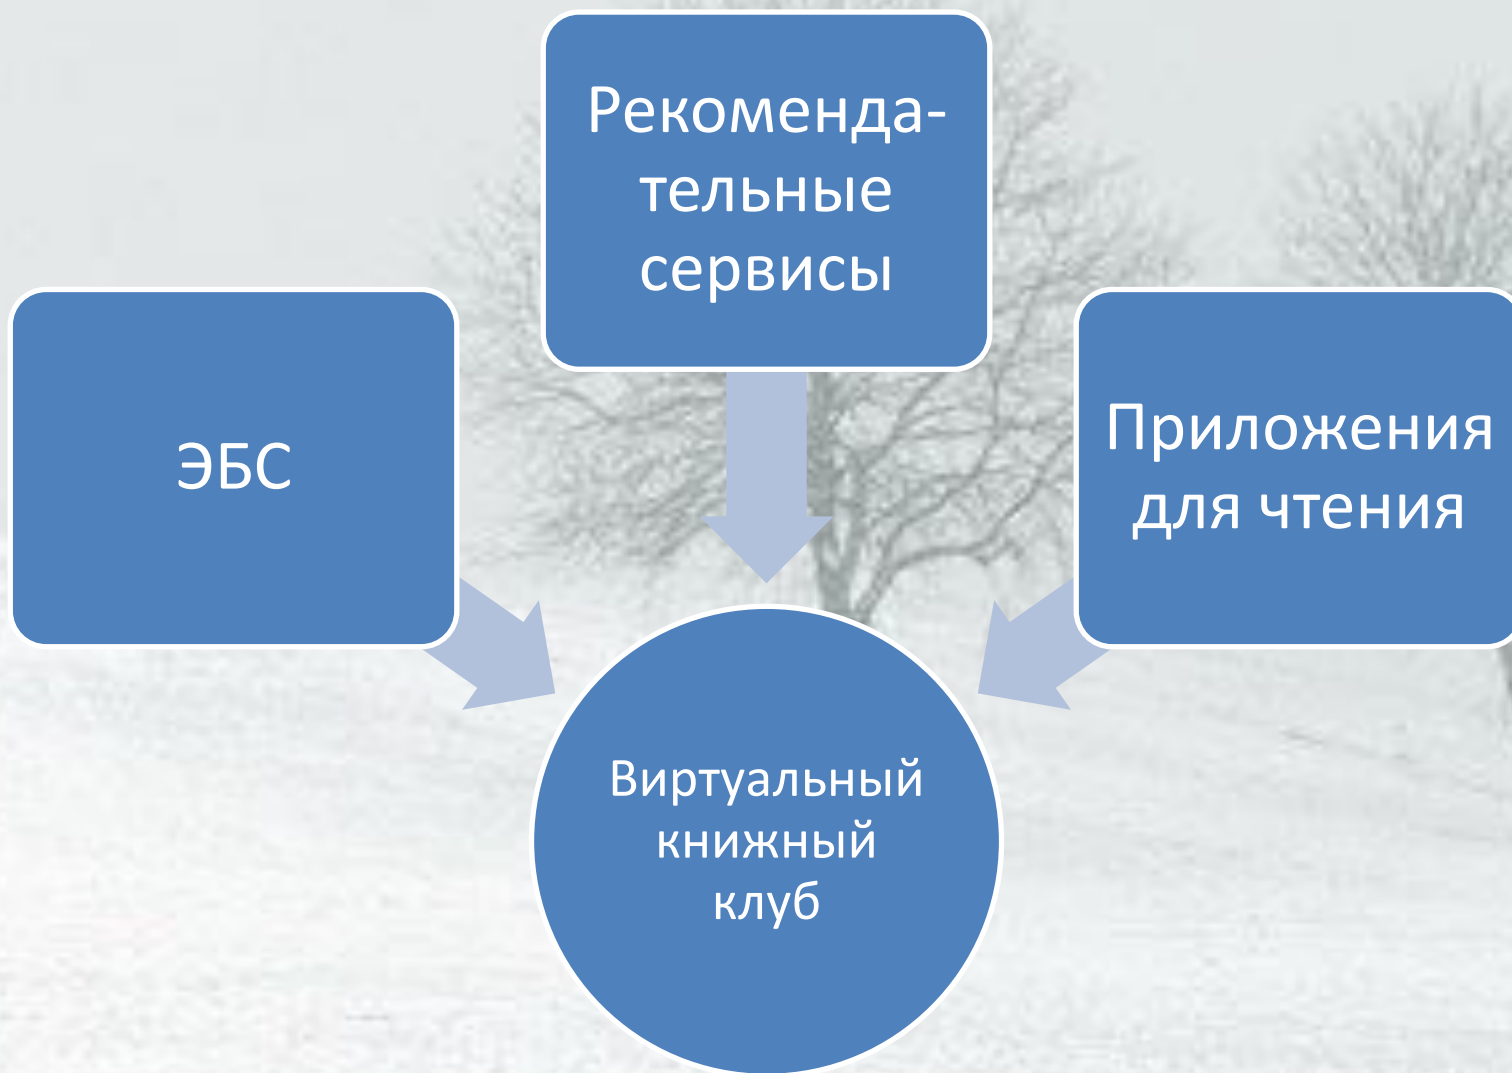 Рекоменда-
тельные
сервисы
ЭБС
Приложения
для чтения
Виртуальный
книжный
клуб